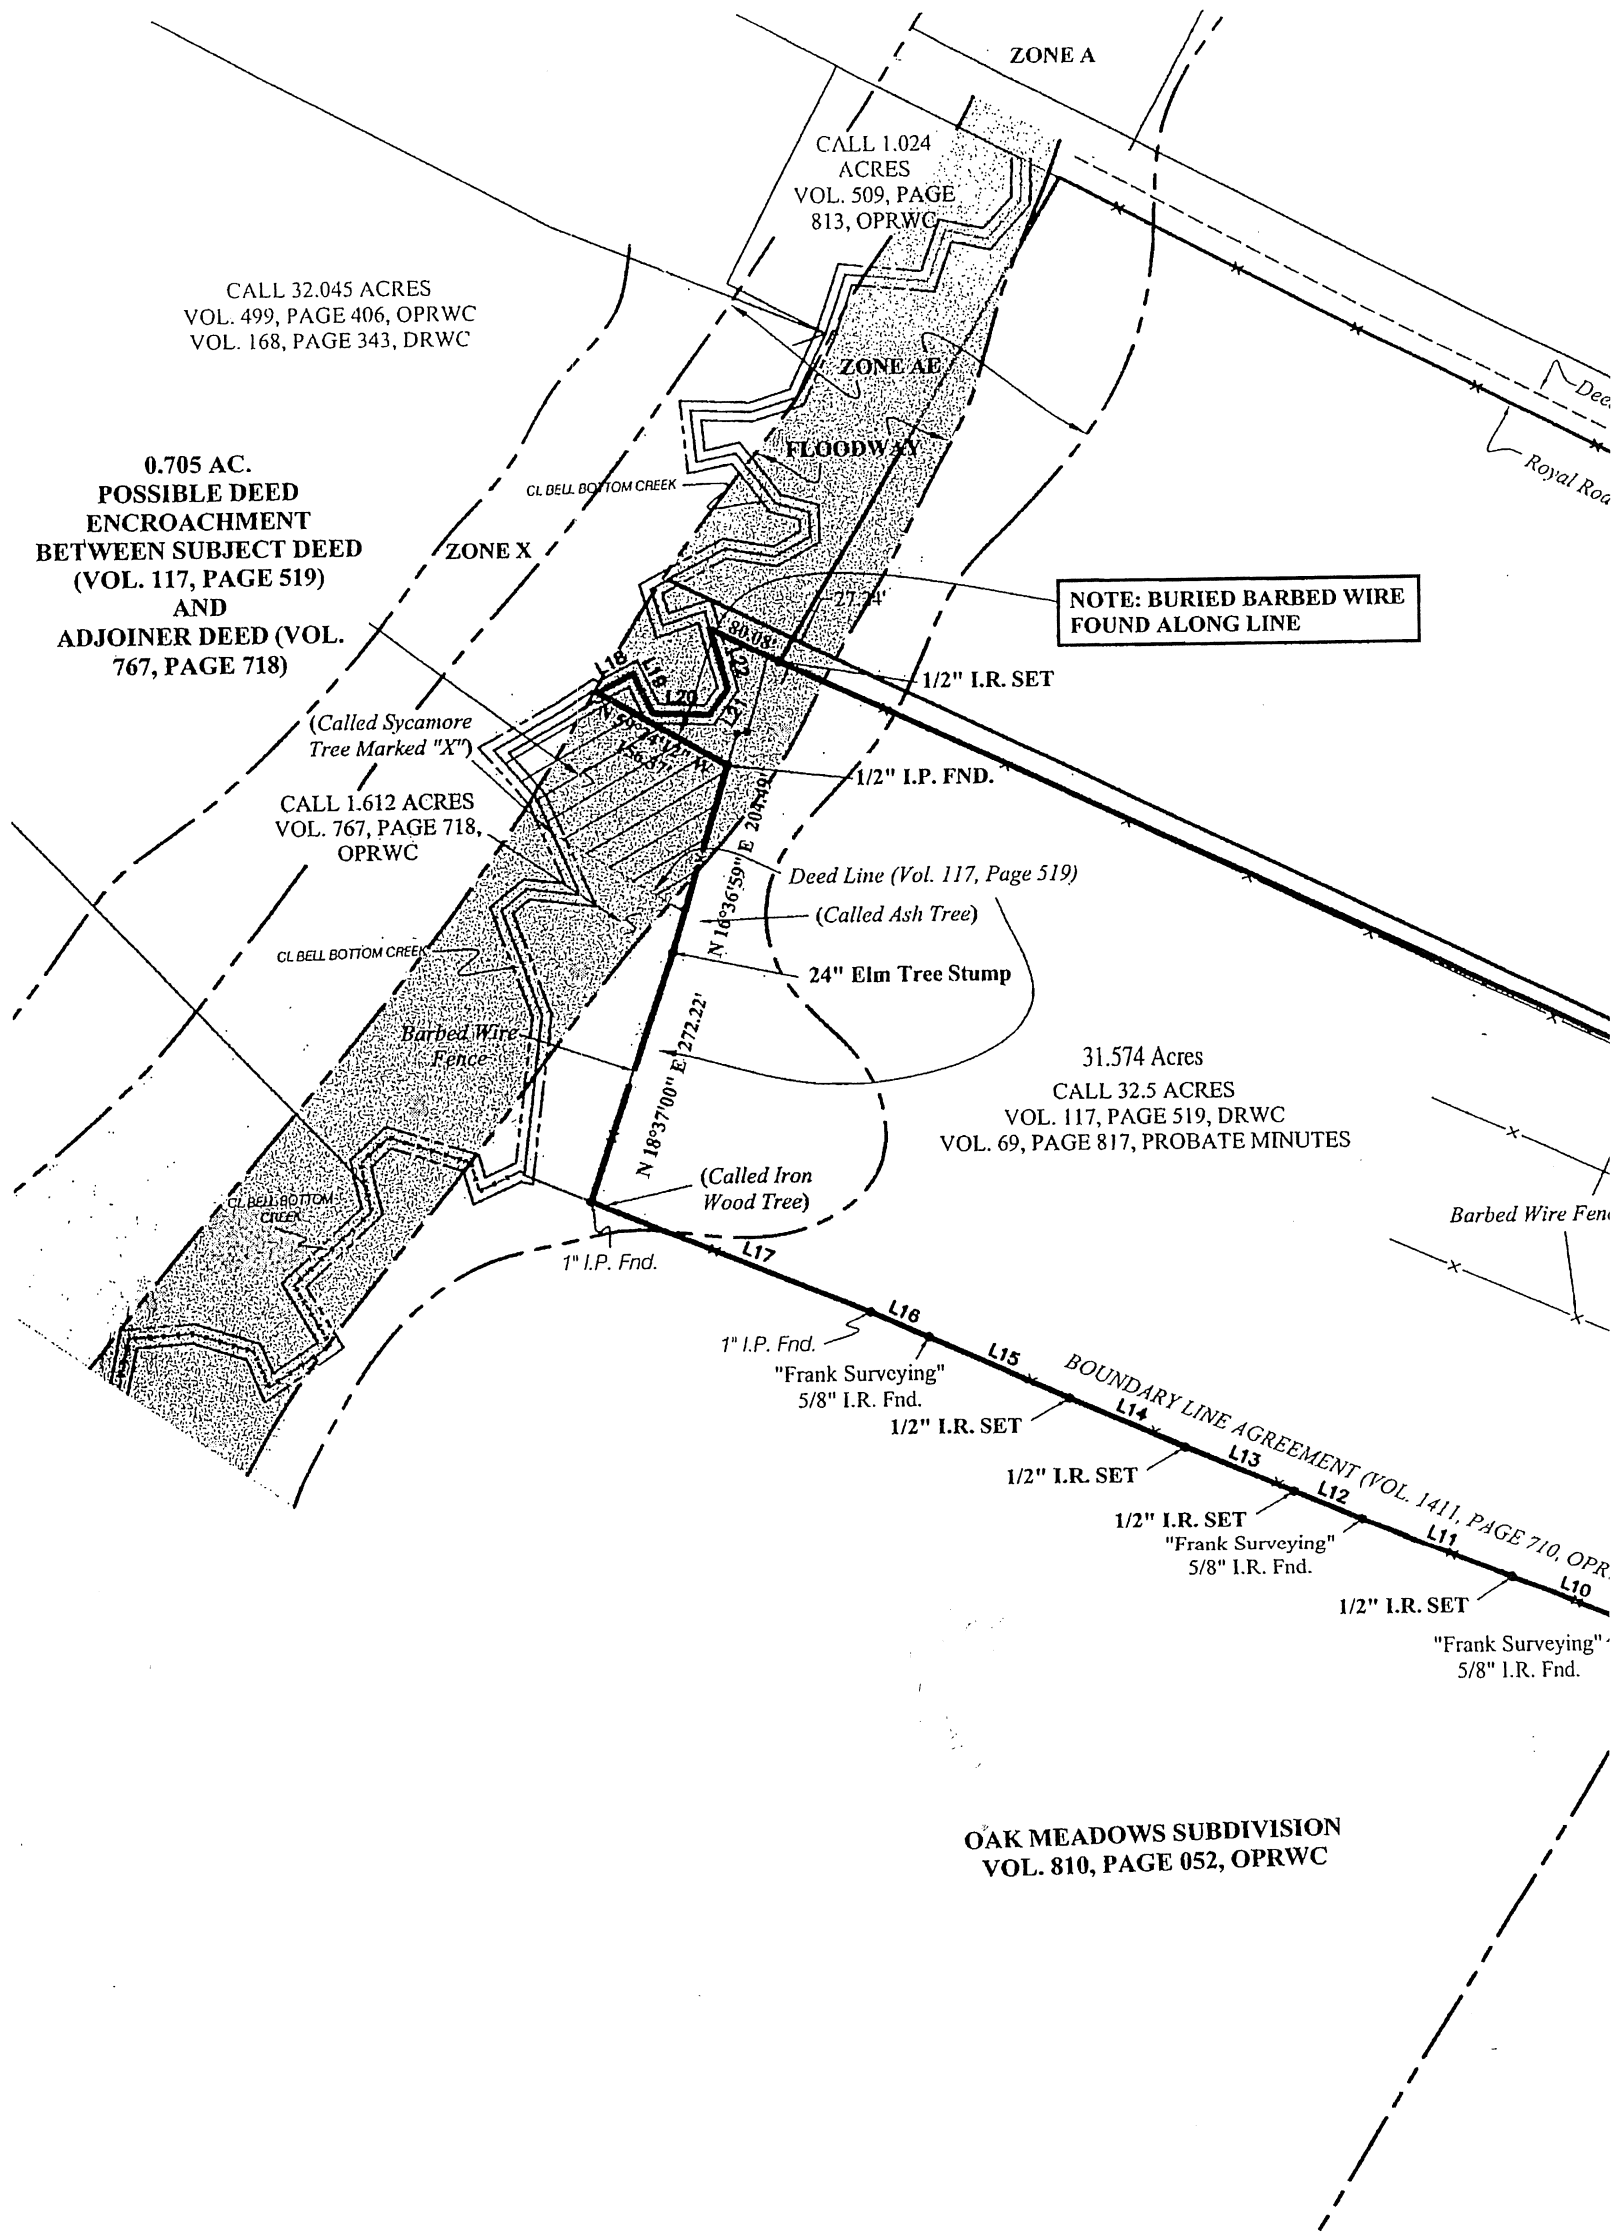 ZONE A
CALL 1.024
ACRES
VOL. 509, PAGE
813, OPRWC
CALL 32.045 ACRES
VOL. 499, PAGE 406, OPRWC
VOL. 168, PAGE 343, DRWC
ZONE AE
FLOODWAY
Royal Roa
0.705 AC.
POSSIBLE DEED
ENCROACHMENT
BETWEEN SUBJECT DEED
(VOL. 117, PAGE 519)
AND
ADJOINER DEED (VOL.
767, PAGE 718)
CL BELL BOTTOM CREEK
ZONE X
NOTE: BURIED BARBED WIRE
FOUND ALONG LINE
80.08'
L18
L19
L20
L21
L22
1/2" I.R. SET
(Called Sycamore
Tree Marked "X")
1/2" I.P. FND.
CALL 1.612 ACRES
VOL. 767, PAGE 718,
OPRWC
N 16°36'59" E 204.49'
Deed Line (Vol. 117, Page 519)
(Called Ash Tree)
CL BELL BOTTOM CREEK
24" Elm Tree Stump
Barbed Wire
Fence
N 18°37'00" E 272.22'
31.574 Acres
CALL 32.5 ACRES
VOL. 117, PAGE 519, DRWC
VOL. 69, PAGE 817, PROBATE MINUTES
(Called Iron
Wood Tree)
CL BELL BOTTOM
CREEK
Barbed Wire Fen
1" I.P. Fnd.
L17
L16
1" I.P. Fnd.
"Frank Surveying"
5/8" I.R. Fnd.
L15
BOUNDARY LINE AGREEMENT (VOL. 1411, PAGE 710, OPR
1/2" I.R. SET
L14
1/2" I.R. SET
L13
1/2" I.R. SET
L12
"Frank Surveying"
5/8" I.R. Fnd.
L11
L10
1/2" I.R. SET
"Frank Surveying"
5/8" I.R. Fnd.
OAK MEADOWS SUBDIVISION
VOL. 810, PAGE 052, OPRWC